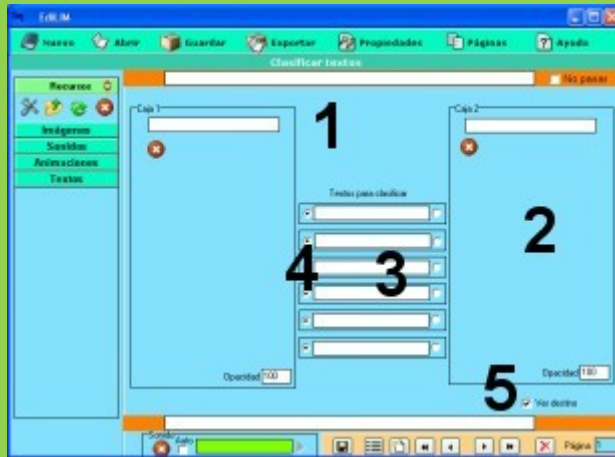 EdiLIM
Nuevo Abrir Guardar Exportar Propiedades Páginas Ayuda
Clasificar textos
Recursos
No pasar
Imágenes
Sonidos
Animaciones
Textos
Caja 1
1
Caja 2
Textos para clasificar
2
4
3
Opacidad 100
Opacidad 100
5
Ver destino
Sonido
Auto
Página 1